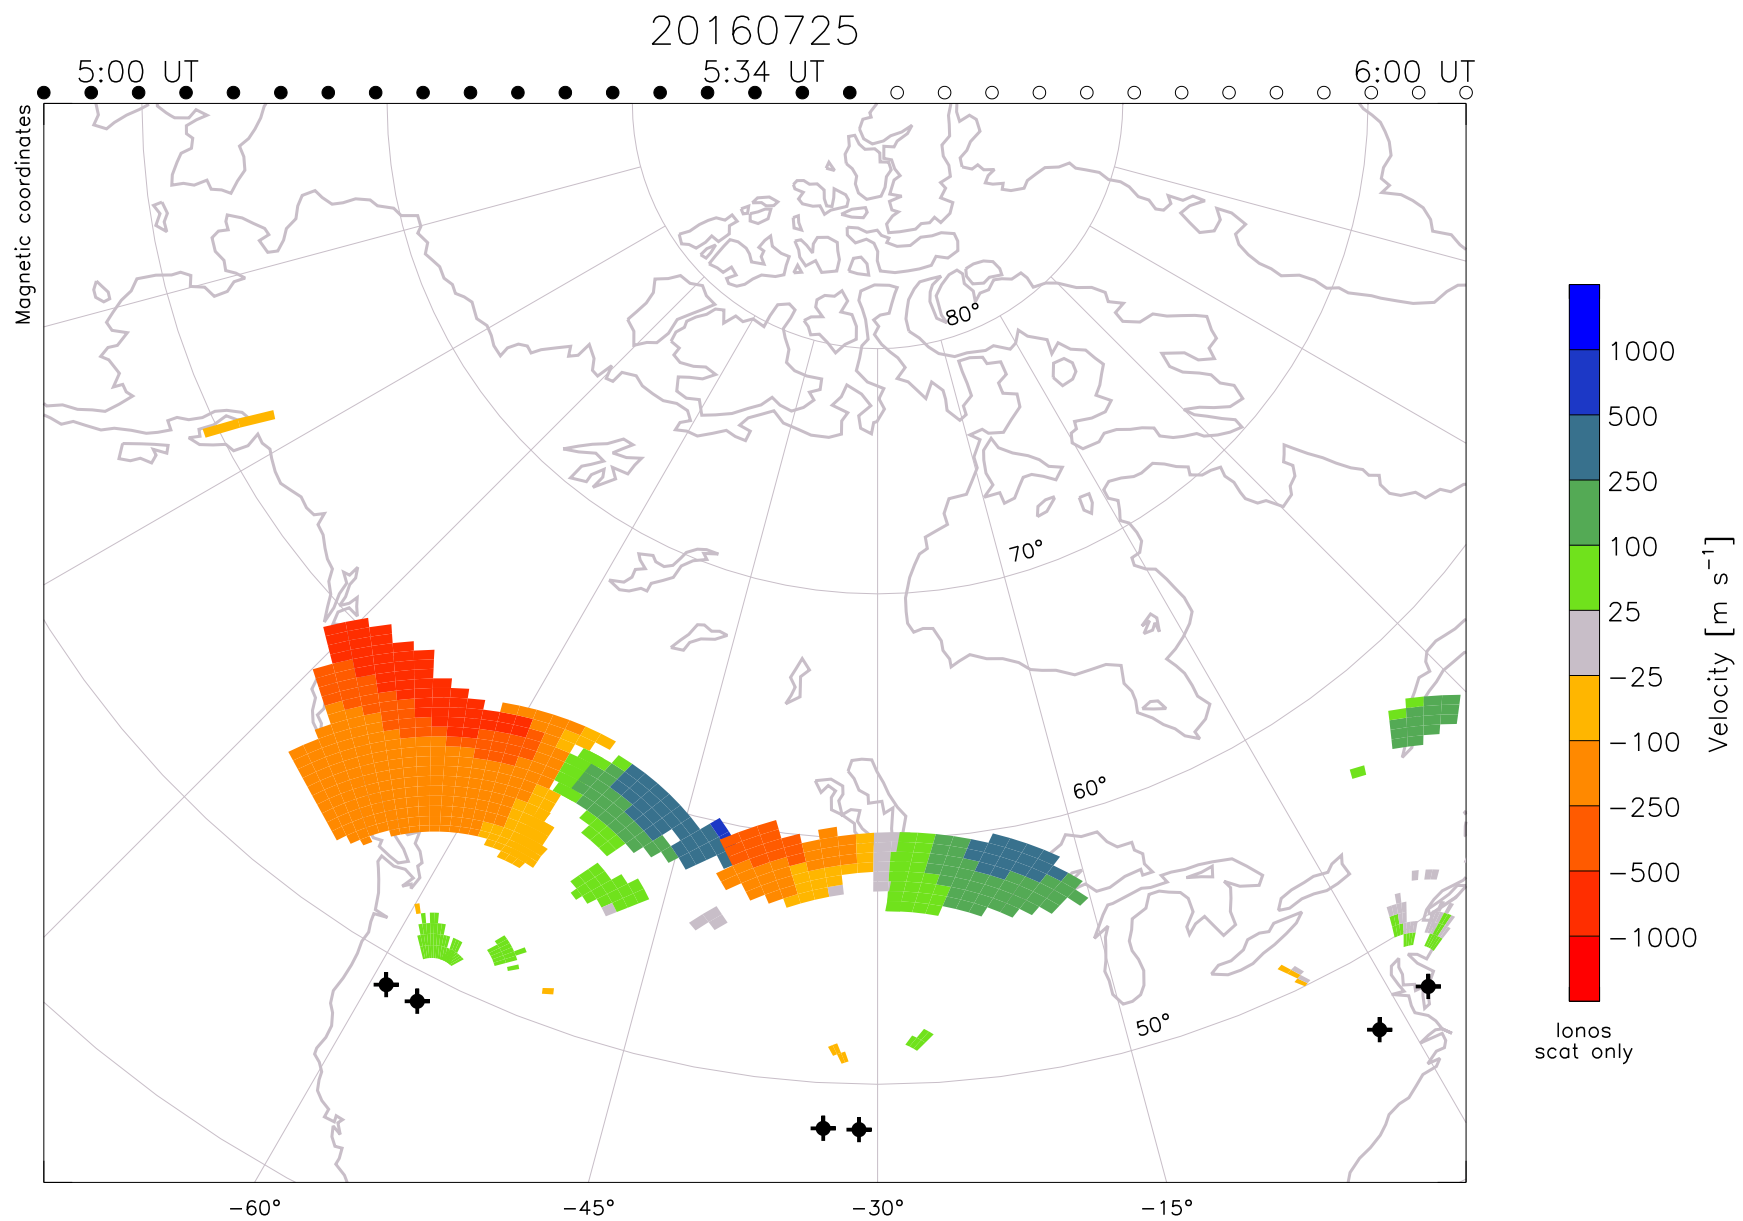 20160725
5:00 UT
5:34 UT
6:00 UT
Magnetic coordinates
80°
70°
60°
50°
1000
500
250
100
25
−25
−100
−250
−500
−1000
Velocity [m s⁻¹]
Ionos
scat only
−60°
−45°
−30°
−15°